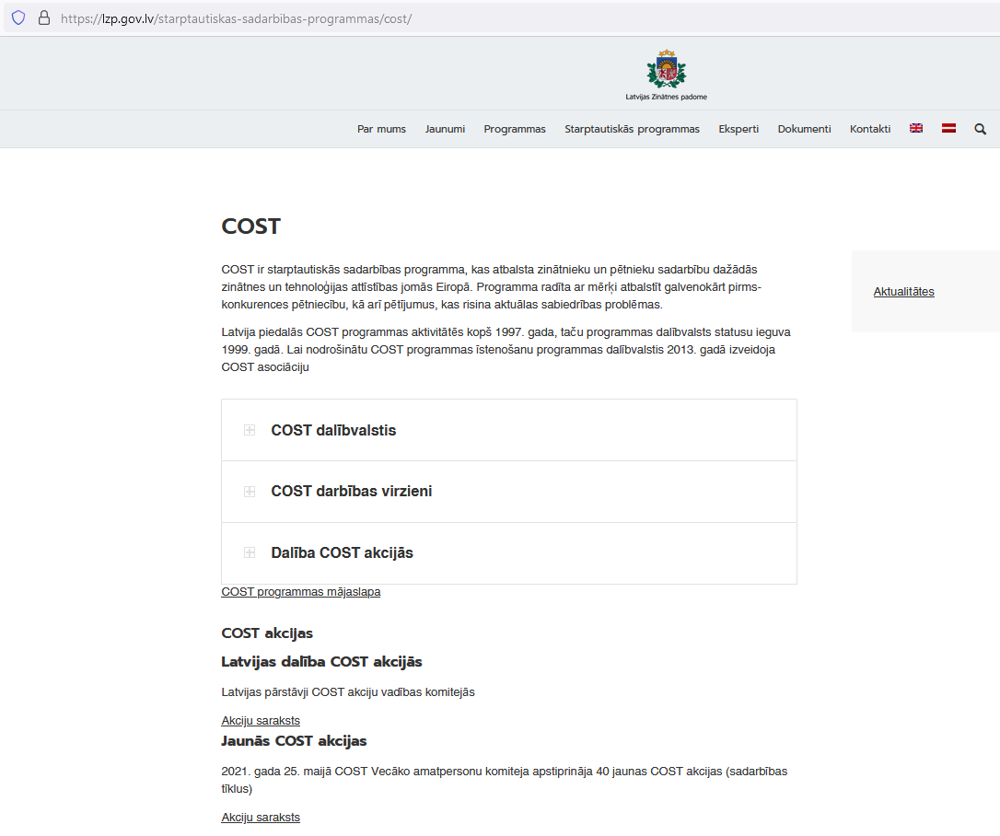 https://lzp.gov.lv/starptautiskas-sadarbibas-programmas/cost/
Latvijas Zinātnes padome
Par mums Jaunumi Programmas Starptautiskās programmas Eksperti Dokumenti Kontakti
COST
COST ir starptautiskās sadarbības programma, kas atbalsta zinātnieku un pētnieku sadarbību dažādās
zinātnes un tehnoloģijas attīstības jomās Eiropā. Programma radīta ar mērķi atbalstīt galvenokārt pirms-
konkurences pētniecību, kā arī pētījumus, kas risina aktuālas sabiedrības problēmas.
Latvija piedalās COST programmas aktivitātēs kopš 1997. gada, taču programmas dalībvalsts statusu ieguva
1999. gadā. Lai nodrošinātu COST programmas īstenošanu programmas dalībvalstis 2013. gadā izveidoja
COST asociāciju
Aktualitātes
COST dalībvalstis
COST darbības virzieni
Dalība COST akcijās
COST programmas mājaslapa
COST akcijas
Latvijas dalība COST akcijās
Latvijas pārstāvji COST akciju vadības komitejās
Akciju saraksts
Jaunās COST akcijas
2021. gada 25. maijā COST Vecāko amatpersonu komiteja apstiprināja 40 jaunas COST akcijas (sadarbības
tīklus)
Akciju saraksts